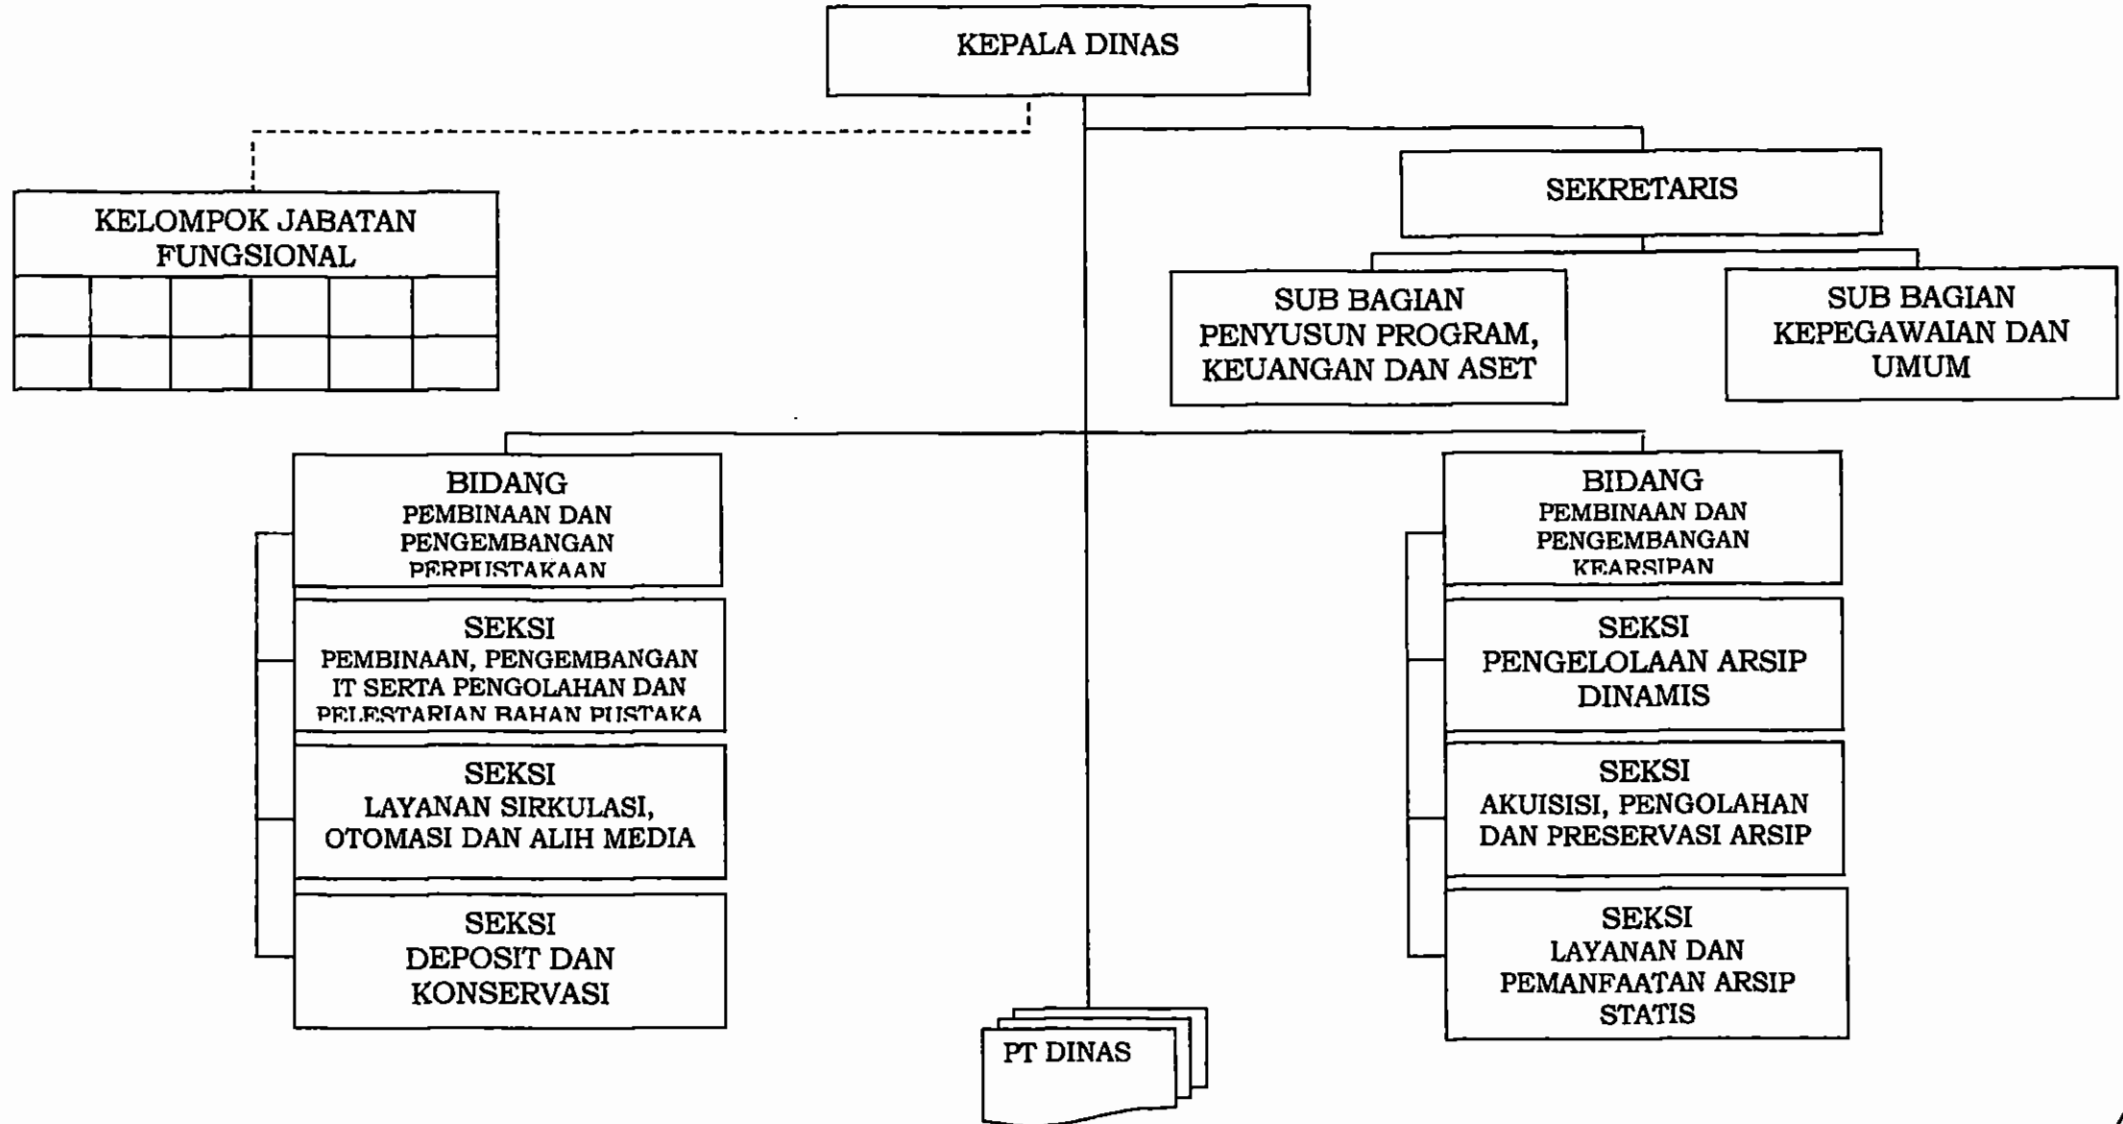 KEPALA DINAS
SEKRETARIS
KELOMPOK JABATAN
FUNGSIONAL
SUB BAGIAN
PENYUSUN PROGRAM,
KEUANGAN DAN ASET
SUB BAGIAN
KEPEGAWAIAN DAN
UMUM
BIDANG
PEMBINAAN DAN
PENGEMBANGAN
PERPUSTAKAAN
SEKSI
PEMBINAAN, PENGEMBANGAN
IT SERTA PENGOLAHAN DAN
PELESTARIAN BAHAN PUSTAKA
SEKSI
LAYANAN SIRKULASI,
OTOMASI DAN ALIH MEDIA
SEKSI
DEPOSIT DAN
KONSERVASI
BIDANG
PEMBINAAN DAN
PENGEMBANGAN
KEARSIPAN
SEKSI
PENGELOLAAN ARSIP
DINAMIS
SEKSI
AKUISISI, PENGOLAHAN
DAN PRESERVASI ARSIP
SEKSI
LAYANAN DAN
PEMANFAATAN ARSIP
STATIS
PT DINAS